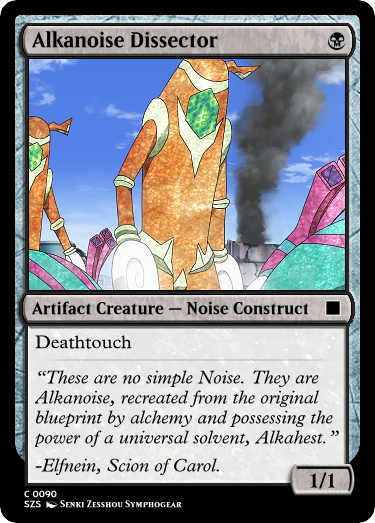 Alkanoise Dissector
Artifact Creature — Noise Construct
Deathtouch
“These are no simple Noise. They are
Alkanoise, recreated from the original
blueprint by alchemy and possessing the
power of a universal solvent, Alkahest.”
-Elfnein, Scion of Carol.
1/1
C 0090
SZS Senki Zesshou Symphogear